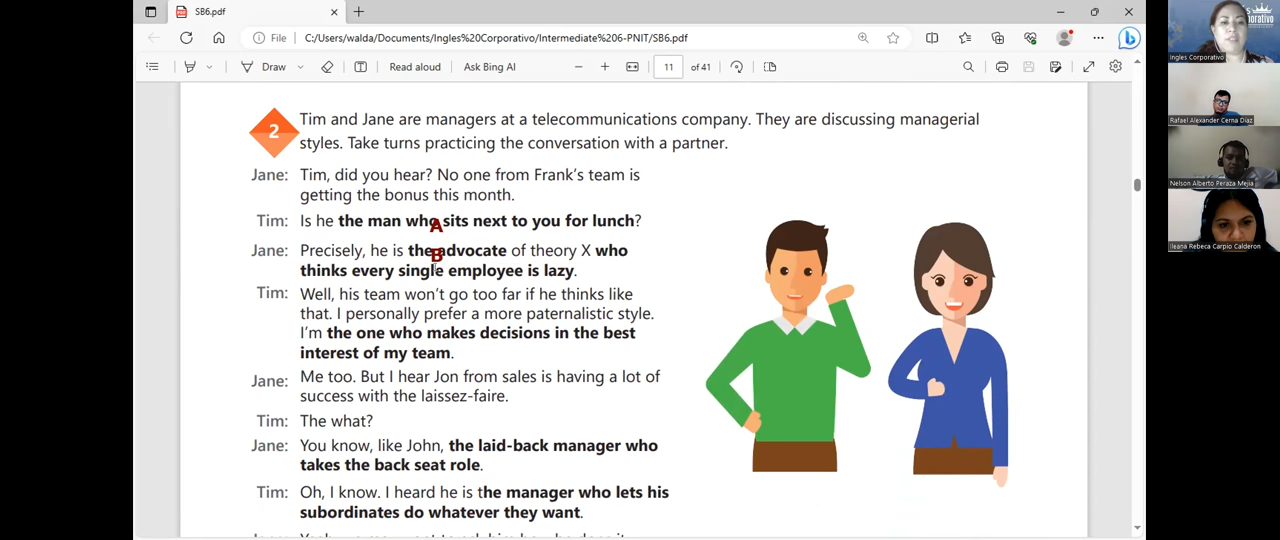 SB6.pdf
File
C:/Users/walda/Documents/Ingles%20Corporativo/Intermediate%206-PNIT/SB6.pdf
Draw
Read aloud
Ask Bing AI
11 of 41
2
Tim and Jane are managers at a telecommunications company. They are discussing managerial
styles. Take turns practicing the conversation with a partner.
Jane: Tim, did you hear? No one from Frank's team is
getting the bonus this month.
Tim: Is he the man who sits next to you for lunch?
A
Jane: Precisely, he is the advocate of theory X who
B
thinks every single employee is lazy.
Tim: Well, his team won't go too far if he thinks like
that. I personally prefer a more paternalistic style.
I'm the one who makes decisions in the best
interest of my team.
Jane: Me too. But I hear Jon from sales is having a lot of
success with the laissez-faire.
Tim: The what?
Jane: You know, like John, the laid-back manager who
takes the back seat role.
Tim: Oh, I know. I heard he is the manager who lets his
subordinates do whatever they want.
Ingles Corporativo
Rafael Alexander Cerna Diaz
Nelson Alberto Peraza Mejia
Ileana Rebeca Carpio Calderon